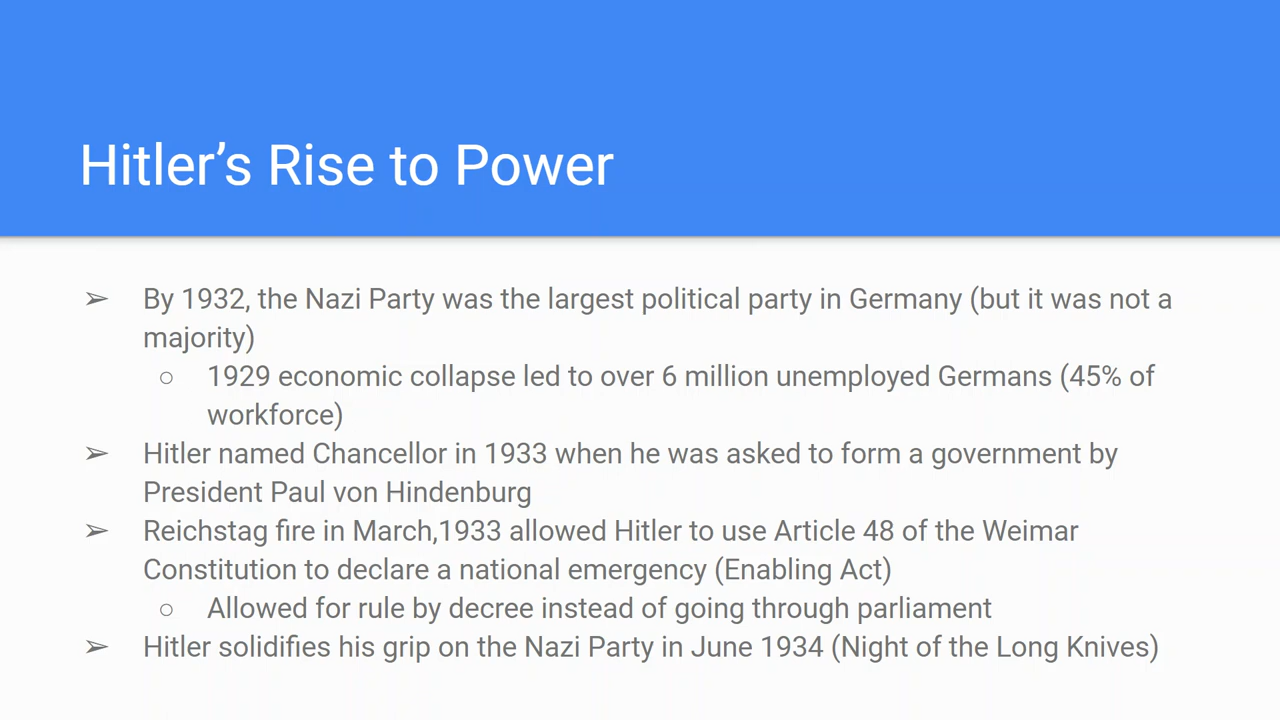 Hitler’s Rise to Power
➢ By 1932, the Nazi Party was the largest political party in Germany (but it was not a
majority)
○ 1929 economic collapse led to over 6 million unemployed Germans (45% of
workforce)
➢ Hitler named Chancellor in 1933 when he was asked to form a government by
President Paul von Hindenburg
➢ Reichstag fire in March,1933 allowed Hitler to use Article 48 of the Weimar
Constitution to declare a national emergency (Enabling Act)
○ Allowed for rule by decree instead of going through parliament
➢ Hitler solidifies his grip on the Nazi Party in June 1934 (Night of the Long Knives)